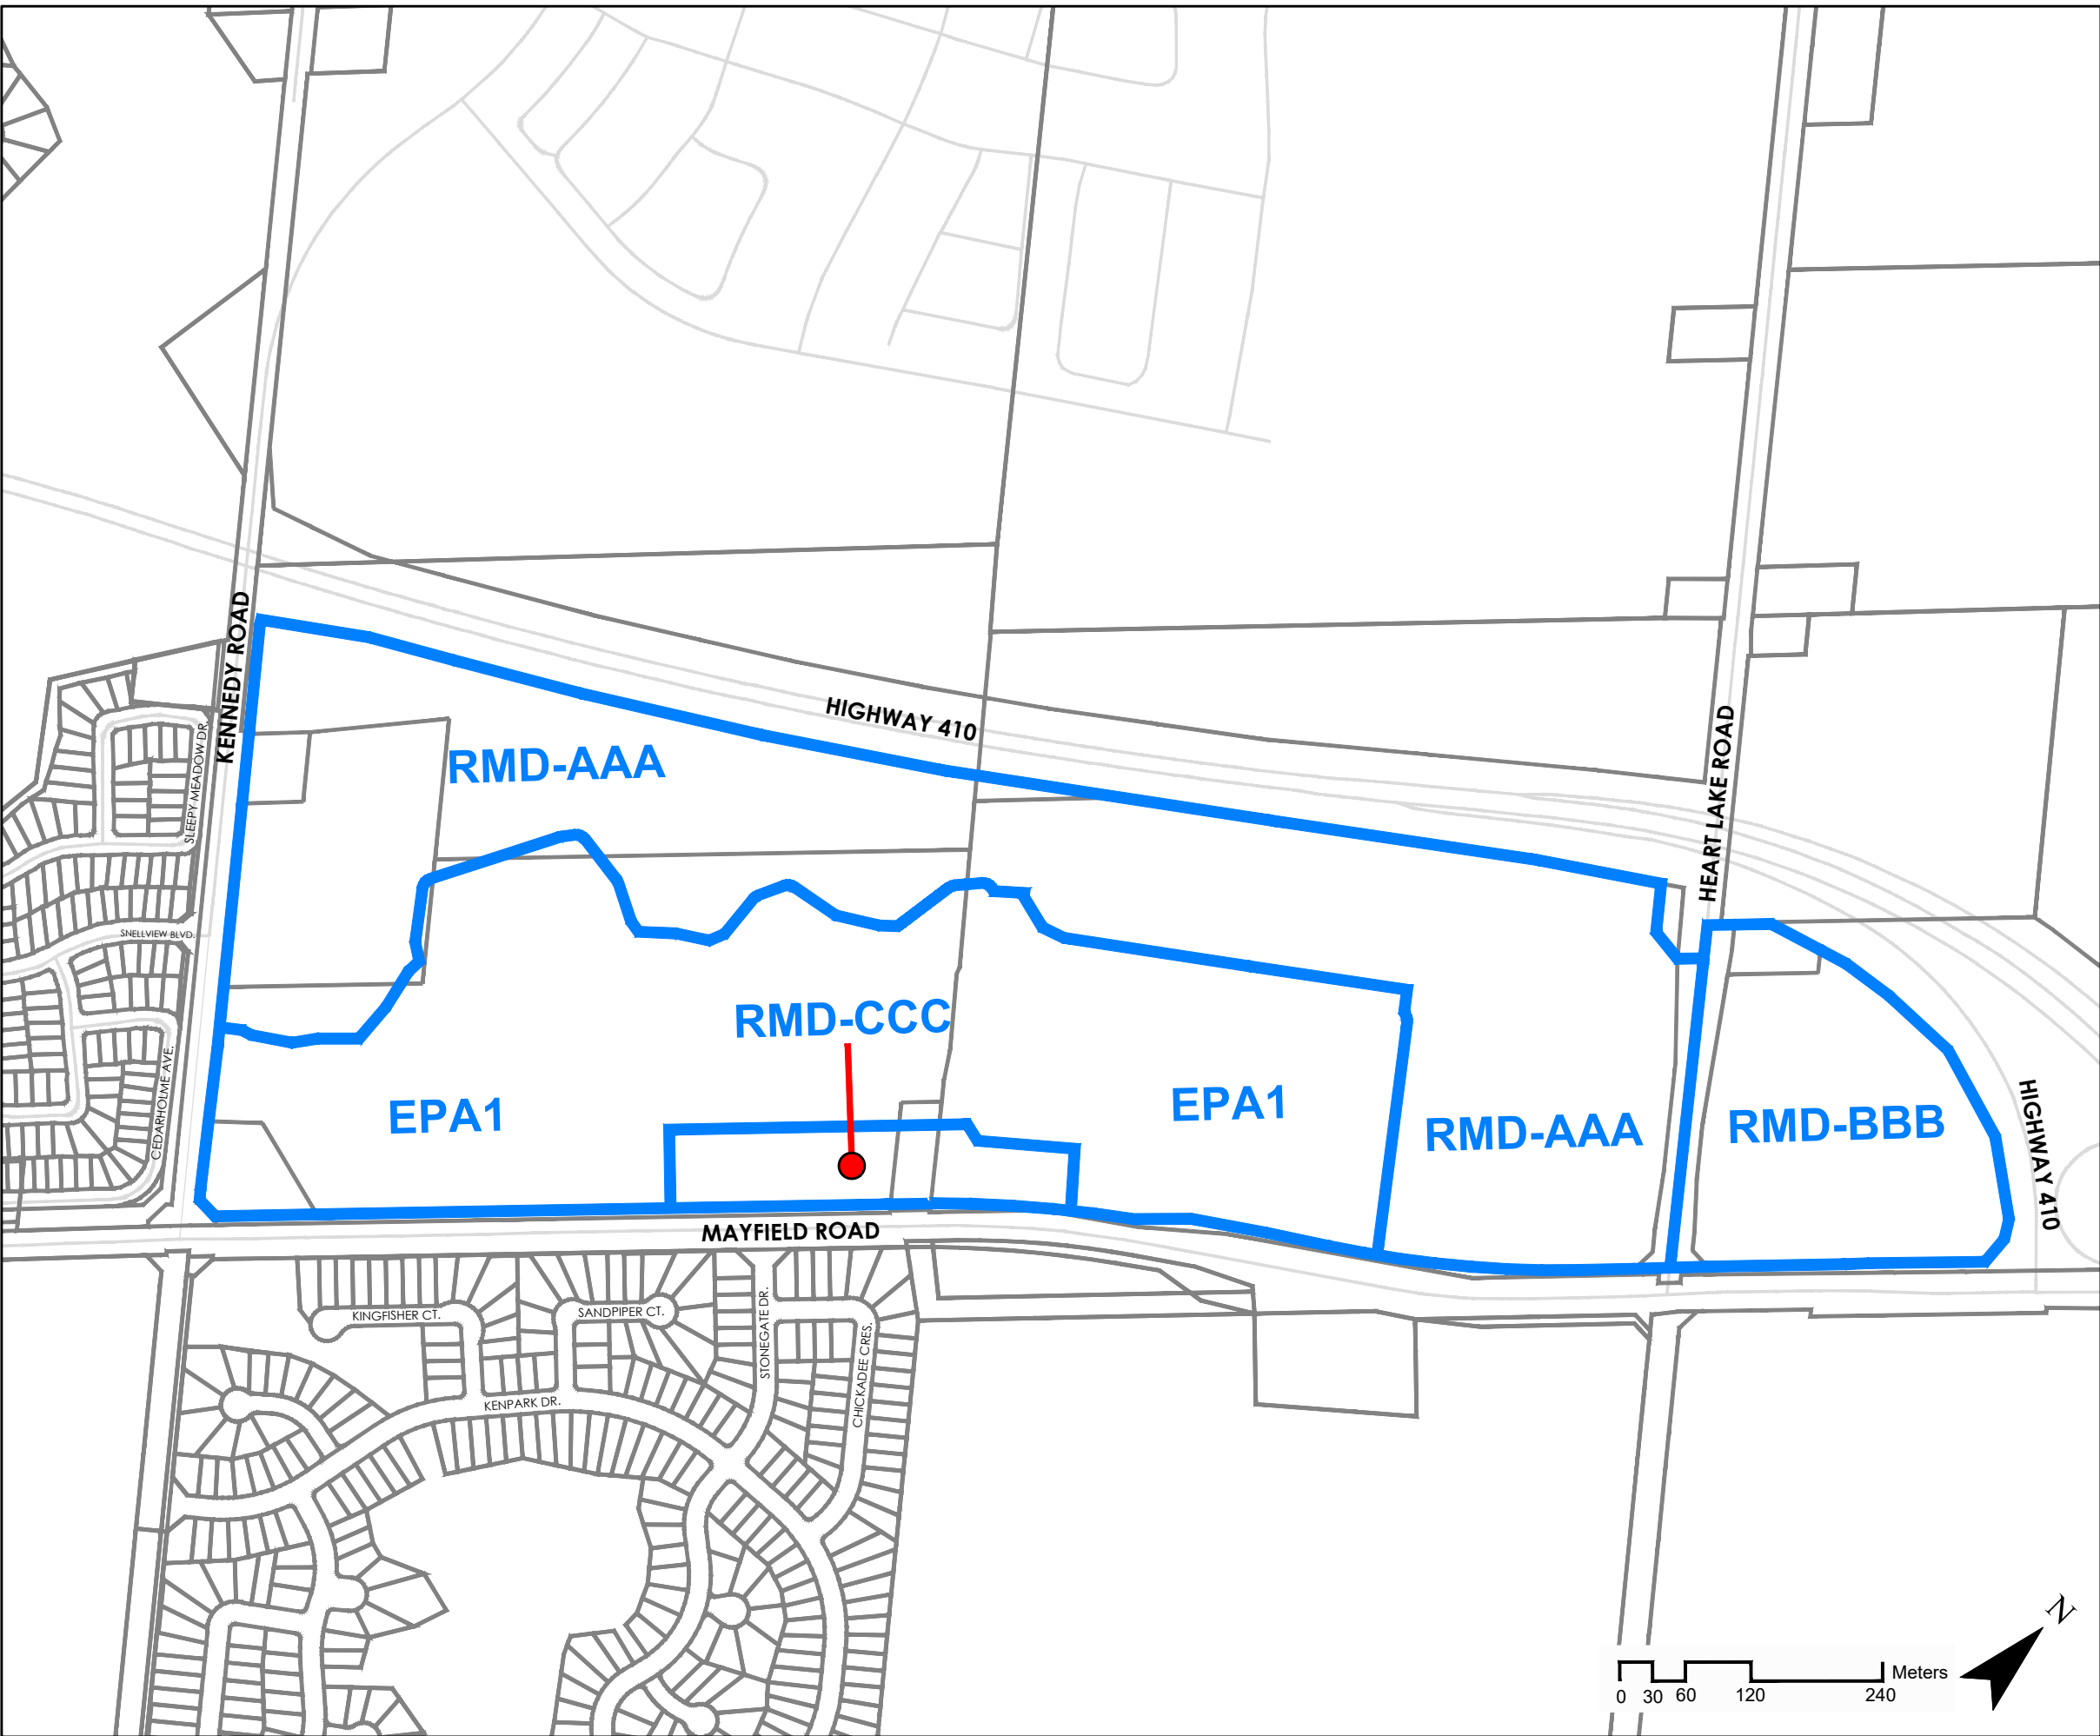 KENNEDY ROAD
HIGHWAY 410
HEART LAKE ROAD
SLEEPY MEADOW DR.
RMD-AAA
SNELLVIEW BLVD.
RMD-CCC
CEDARHOLME AVE.
EPA1
EPA1
RMD-AAA
RMD-BBB
HIGHWAY 410
MAYFIELD ROAD
KINGFISHER CT.
SANDPIPER CT.
STONEGATE DR.
CHICKADEE CRES.
KENPARK DR.
N
Meters
0 30 60 120 240